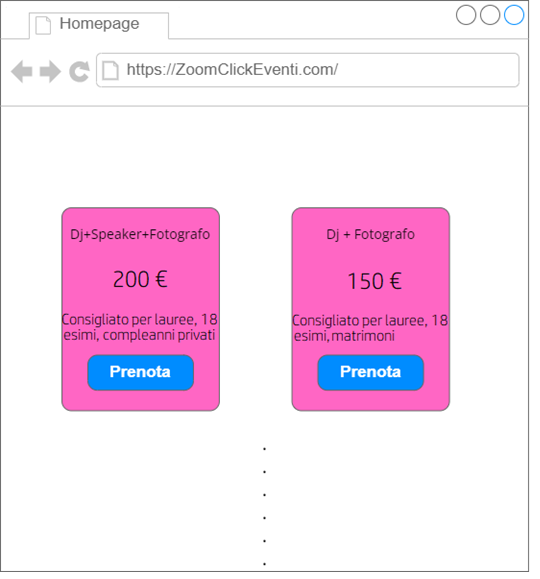 Homepage
https://ZoomClickEventi.com/
Dj+Speaker+Fotografo
200 €
Consigliato per lauree, 18
esimi, compleanni privati
Prenota
Dj + Fotografo
150 €
Consigliato per lauree, 18
esimi,matrimoni
Prenota
.
.
.
.
.
.